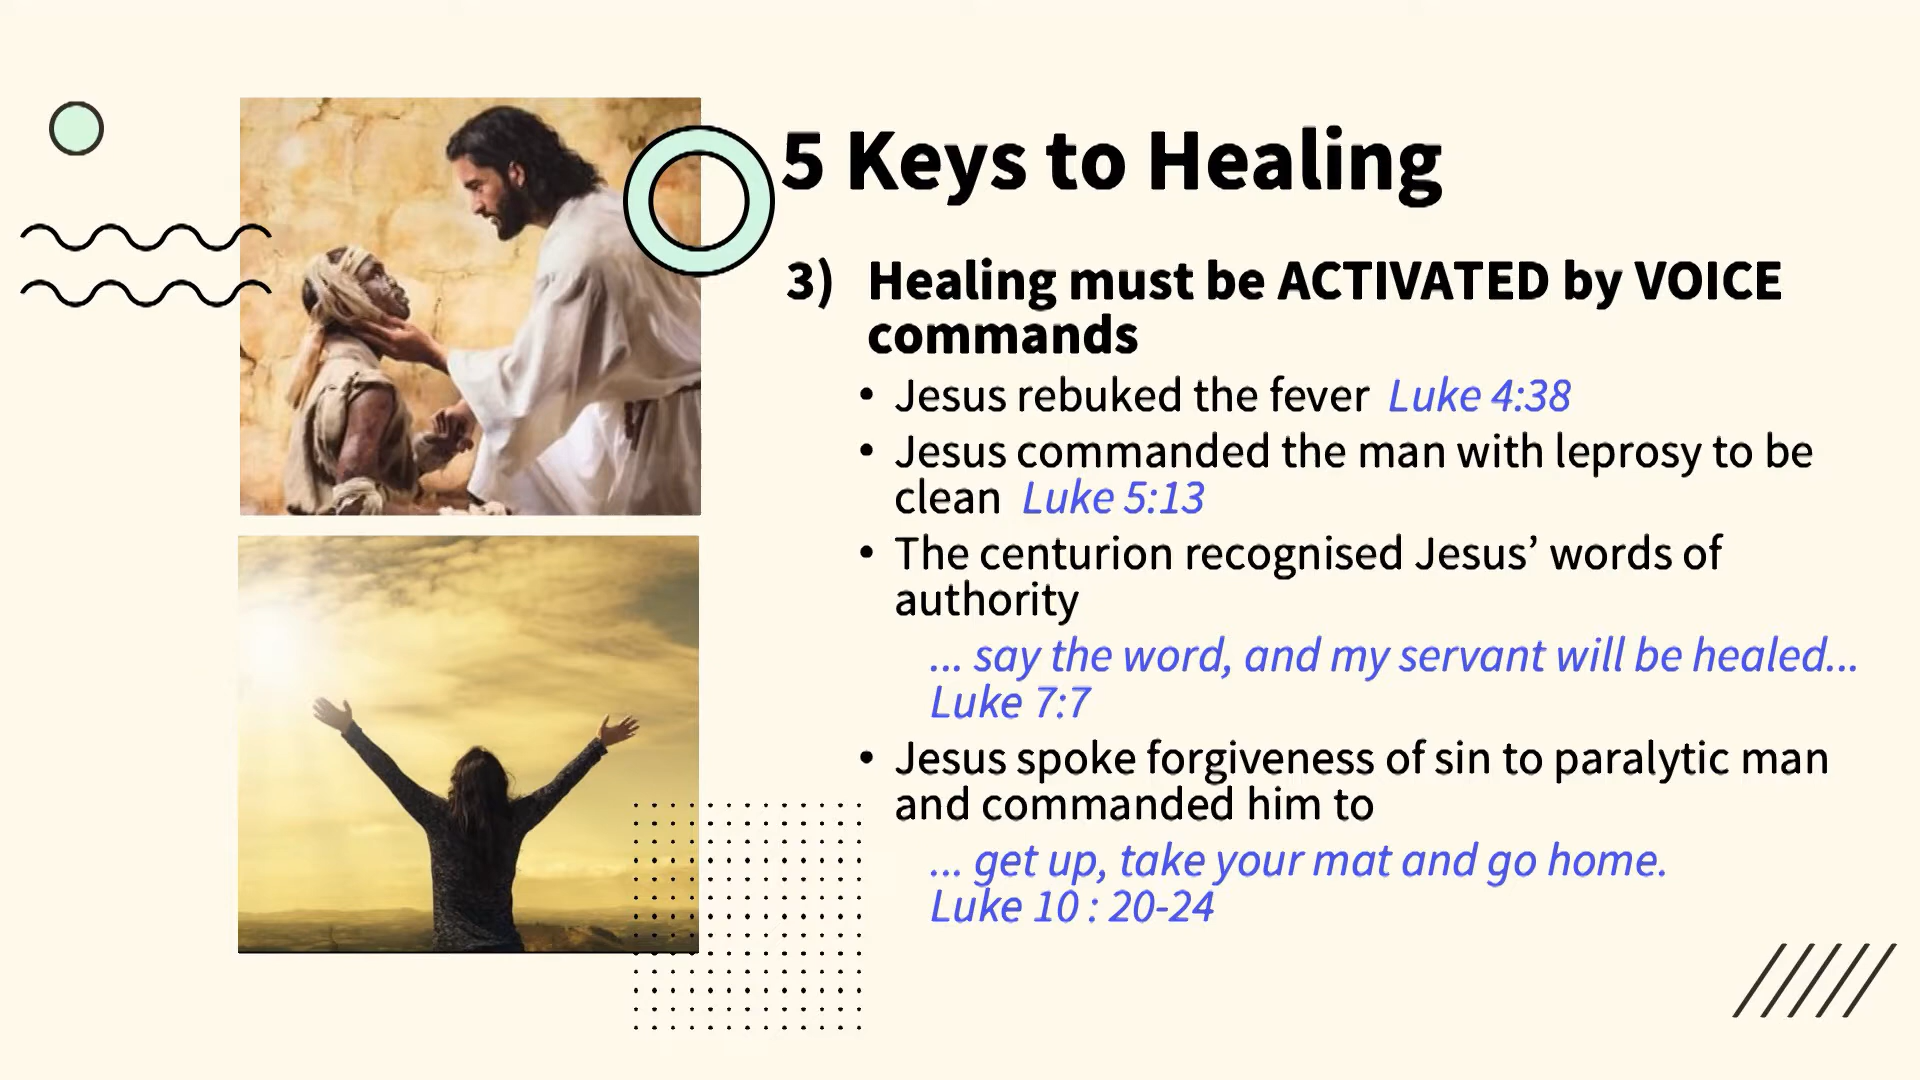 5 Keys to Healing
3) Healing must be ACTIVATED by VOICE
commands
• Jesus rebuked the fever Luke 4:38
• Jesus commanded the man with leprosy to be
clean Luke 5:13
• The centurion recognised Jesus’ words of
authority
... say the word, and my servant will be healed...
Luke 7:7
• Jesus spoke forgiveness of sin to paralytic man
and commanded him to
... get up, take your mat and go home.
Luke 10 : 20-24